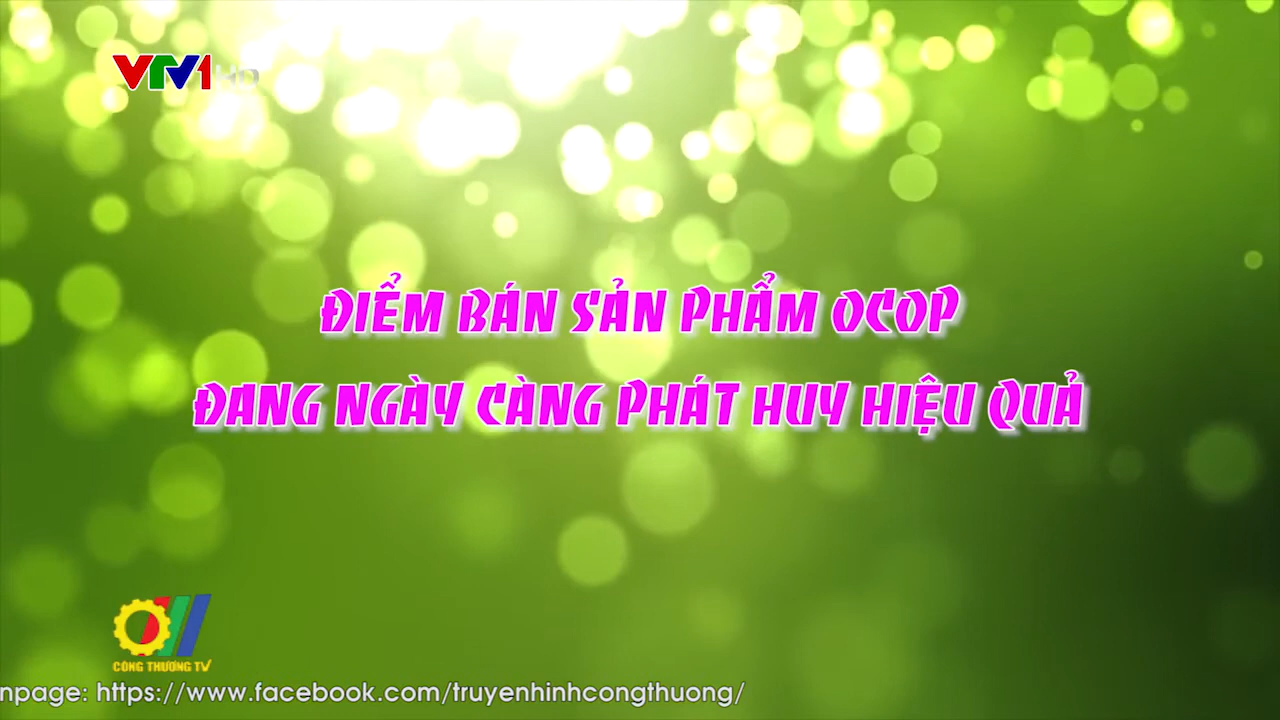 VTV1 HD
ĐIỂM BÁN SẢN PHẨM OCOP
ĐANG NGÀY CÀNG PHÁT HUY HIỆU QUẢ
CÔNG THƯƠNG TV
npage: https://www.facebook.com/truyenhinhcongthuong/